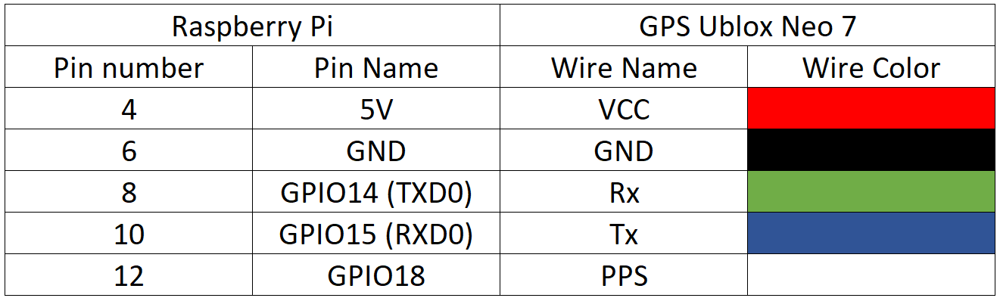 Raspberry Pi GPS Ublox Neo 7
Pin number Pin Name Wire Name Wire Color
4 5V VCC
6 GND GND
8 GPIO14 (TXD0) Rx
10 GPIO15 (RXD0) Tx
12 GPIO18 PPS